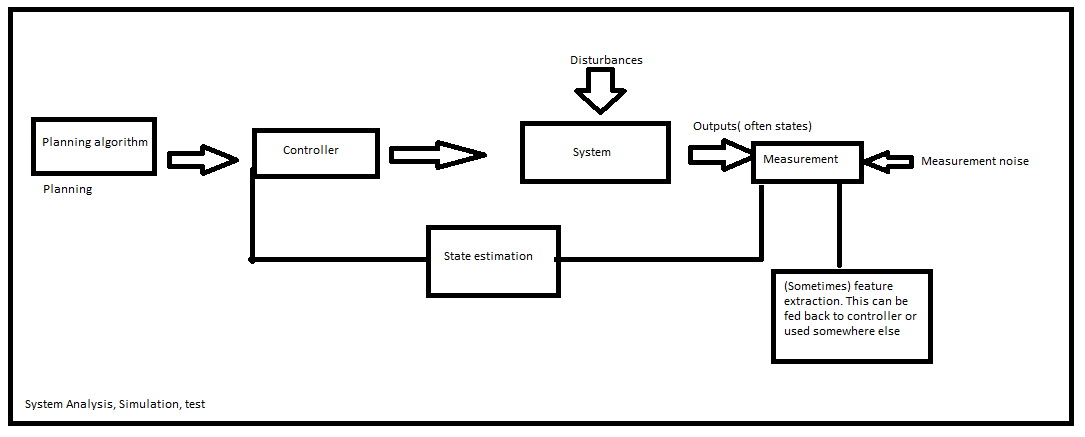 Disturbances
Planning algorithm
Planning
Controller
System
Outputs( often states)
Measurement
Measurement noise
State estimation
(Sometimes) feature
extraction. This can be
fed back to controller or
used somewhere else
System Analysis, Simulation, test